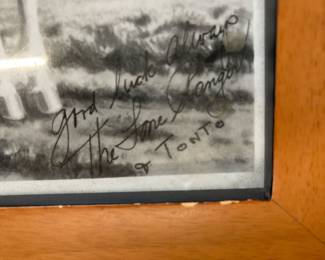 Good luck always
The Lone Ranger
& TONTO